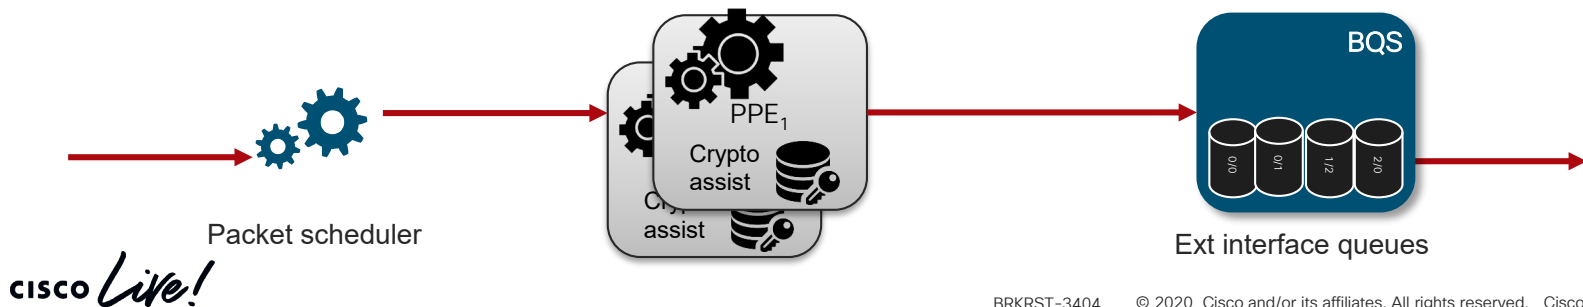 BQS
PPE1
Crypto
assist
0/0
0/1
1/2
2/0
assist
Packet scheduler
Ext interface queues
CISCO Live!
BRKRST-3404 © 2020 Cisco and/or its affiliates. All rights reserved. Cisco